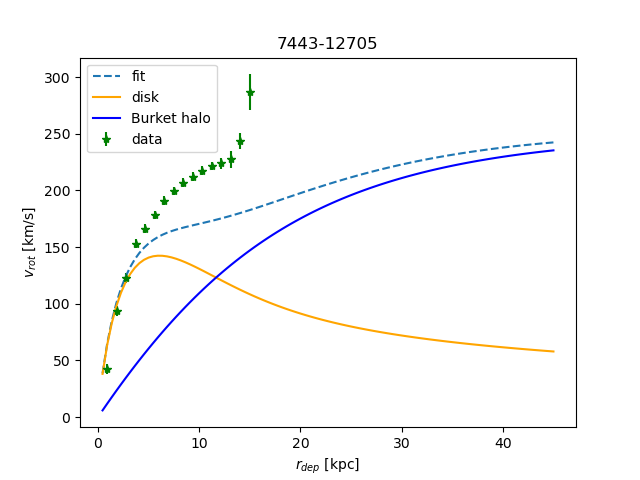 7443-12705
fit
disk
Burket halo
data
300
250
200
150
100
50
0
v_rot [km/s]
0 10 20 30 40
r_dep [kpc]